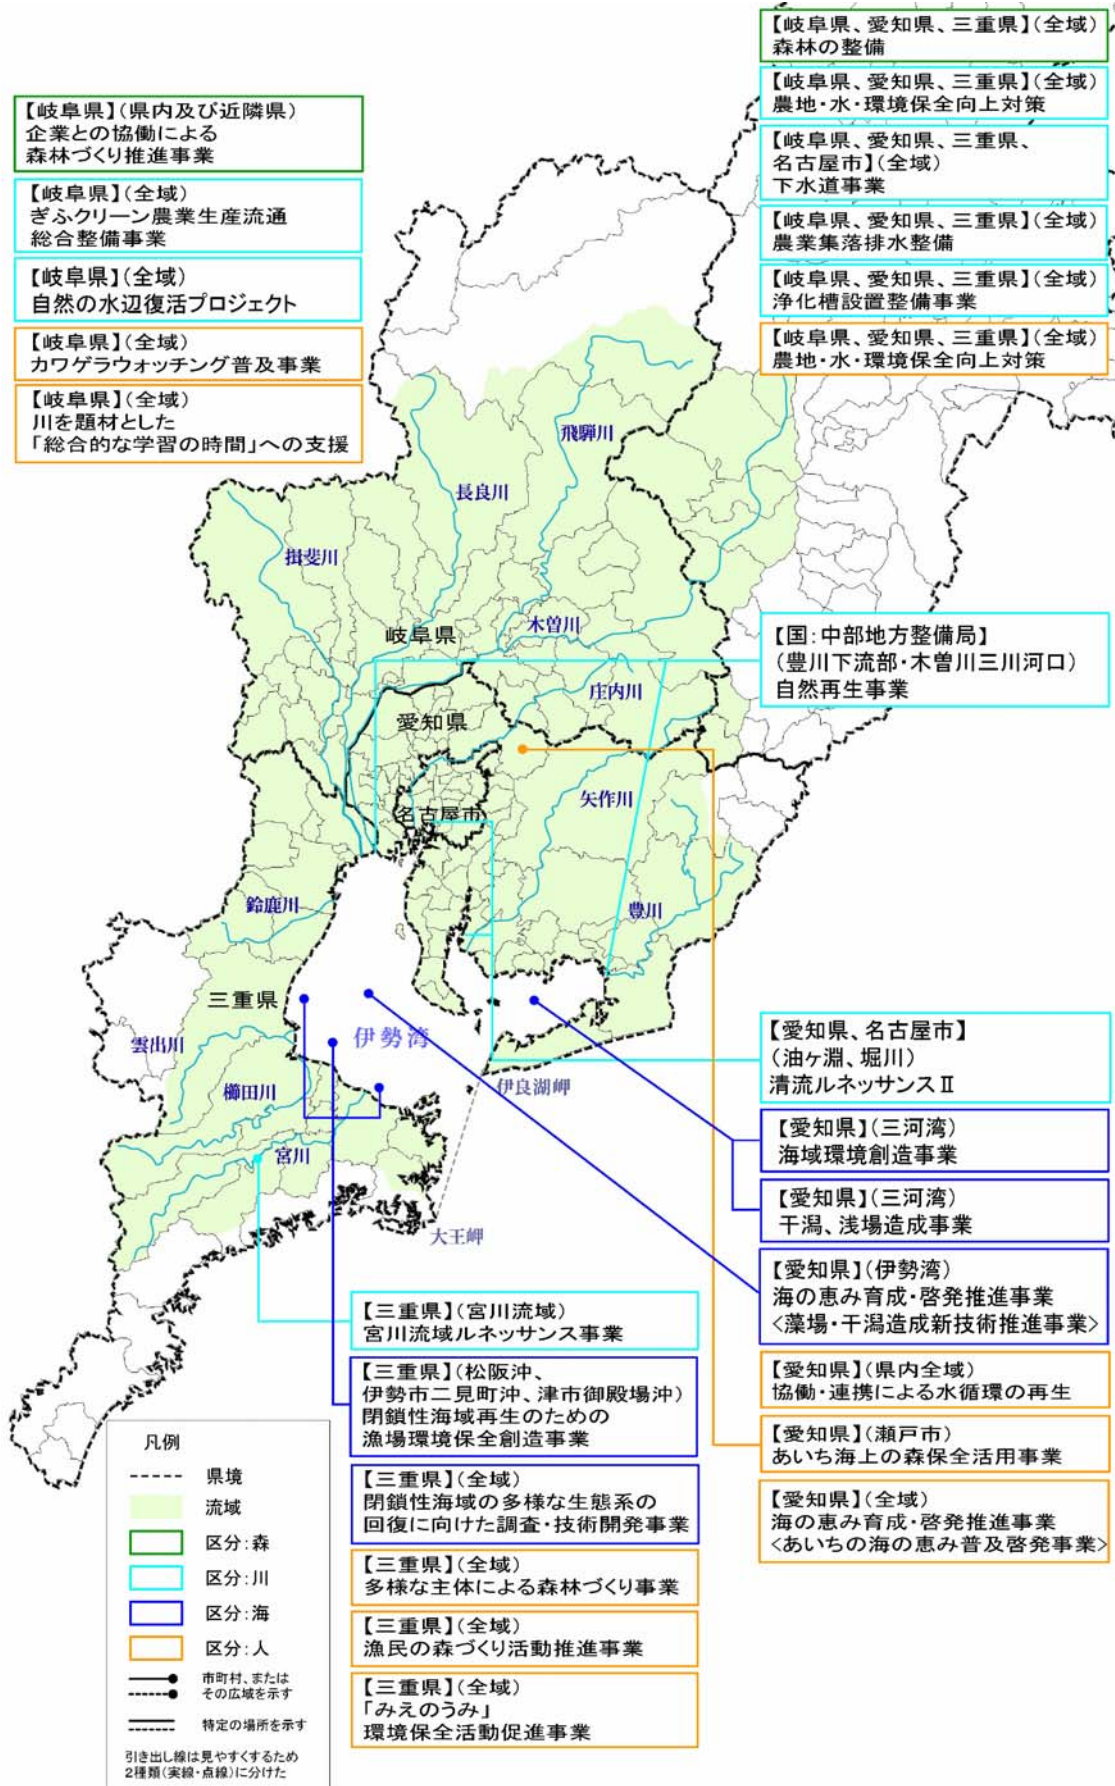 【岐阜県、愛知県、三重県】(全域)
森林の整備
【岐阜県、愛知県、三重県】(全域)
農地・水・環境保全向上対策
【岐阜県、愛知県、三重県、
名古屋市】(全域)
下水道事業
【岐阜県、愛知県、三重県】(全域)
農業集落排水整備
【岐阜県、愛知県、三重県】(全域)
浄化槽設置整備事業
【岐阜県、愛知県、三重県】(全域)
農地・水・環境保全向上対策
【岐阜県】(県内及び近隣県)
企業との協働による
森林づくり推進事業
【岐阜県】(全域)
ぎふクリーン農業生産流通
総合整備事業
【岐阜県】(全域)
自然の水辺復活プロジェクト
【岐阜県】(全域)
カワゲラウォッチング普及事業
【岐阜県】(全域)
川を題材とした
「総合的な学習の時間」への支援
飛騨川
長良川
揖斐川
木曽川
岐阜県
庄内川
愛知県
矢作川
名古屋市
豊川
鈴鹿川
三重県
伊勢湾
雲出川
櫛田川
伊良湖岬
宮川
大王岬
【国:中部地方整備局】
(豊川下流部・木曽川三川河口)
自然再生事業
【愛知県、名古屋市】
(油ヶ淵、堀川)
清流ルネッサンスⅡ
【愛知県】(三河湾)
海域環境創造事業
【愛知県】(三河湾)
干潟、浅場造成事業
【愛知県】(伊勢湾)
海の恵み育成・啓発推進事業
<藻場・干潟造成新技術推進事業>
【愛知県】(県内全域)
協働・連携による水循環の再生
【愛知県】(瀬戸市)
あいち海上の森保全活用事業
【愛知県】(全域)
海の恵み育成・啓発推進事業
<あいちの海の恵み普及啓発事業>
【三重県】(宮川流域)
宮川流域ルネッサンス事業
【三重県】(松阪沖、
伊勢市二見町沖、津市御殿場沖)
閉鎖性海域再生のための
漁場環境保全創造事業
【三重県】(全域)
閉鎖性海域の多様な生態系の
回復に向けた調査・技術開発事業
【三重県】(全域)
多様な主体による森林づくり事業
【三重県】(全域)
漁民の森づくり活動推進事業
【三重県】(全域)
「みえのうみ」
環境保全活動促進事業
凡例
県境
流域
区分:森
区分:川
区分:海
区分:人
市町村、または
その広域を示す
特定の場所を示す
引き出し線は見やすくするため
2種類(実線・点線)に分けた